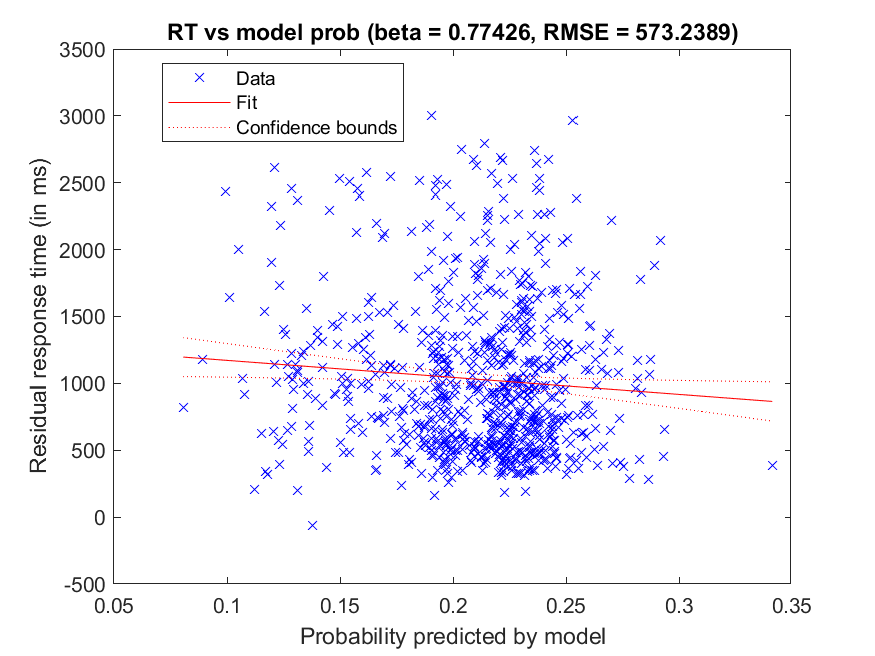 RT vs model prob (beta = 0.77426, RMSE = 573.2389)
3500
3000
2500
2000
1500
1000
500
0
-500
Residual response time (in ms)
Data
Fit
Confidence bounds
0.05 0.1 0.15 0.2 0.25 0.3 0.35
Probability predicted by model